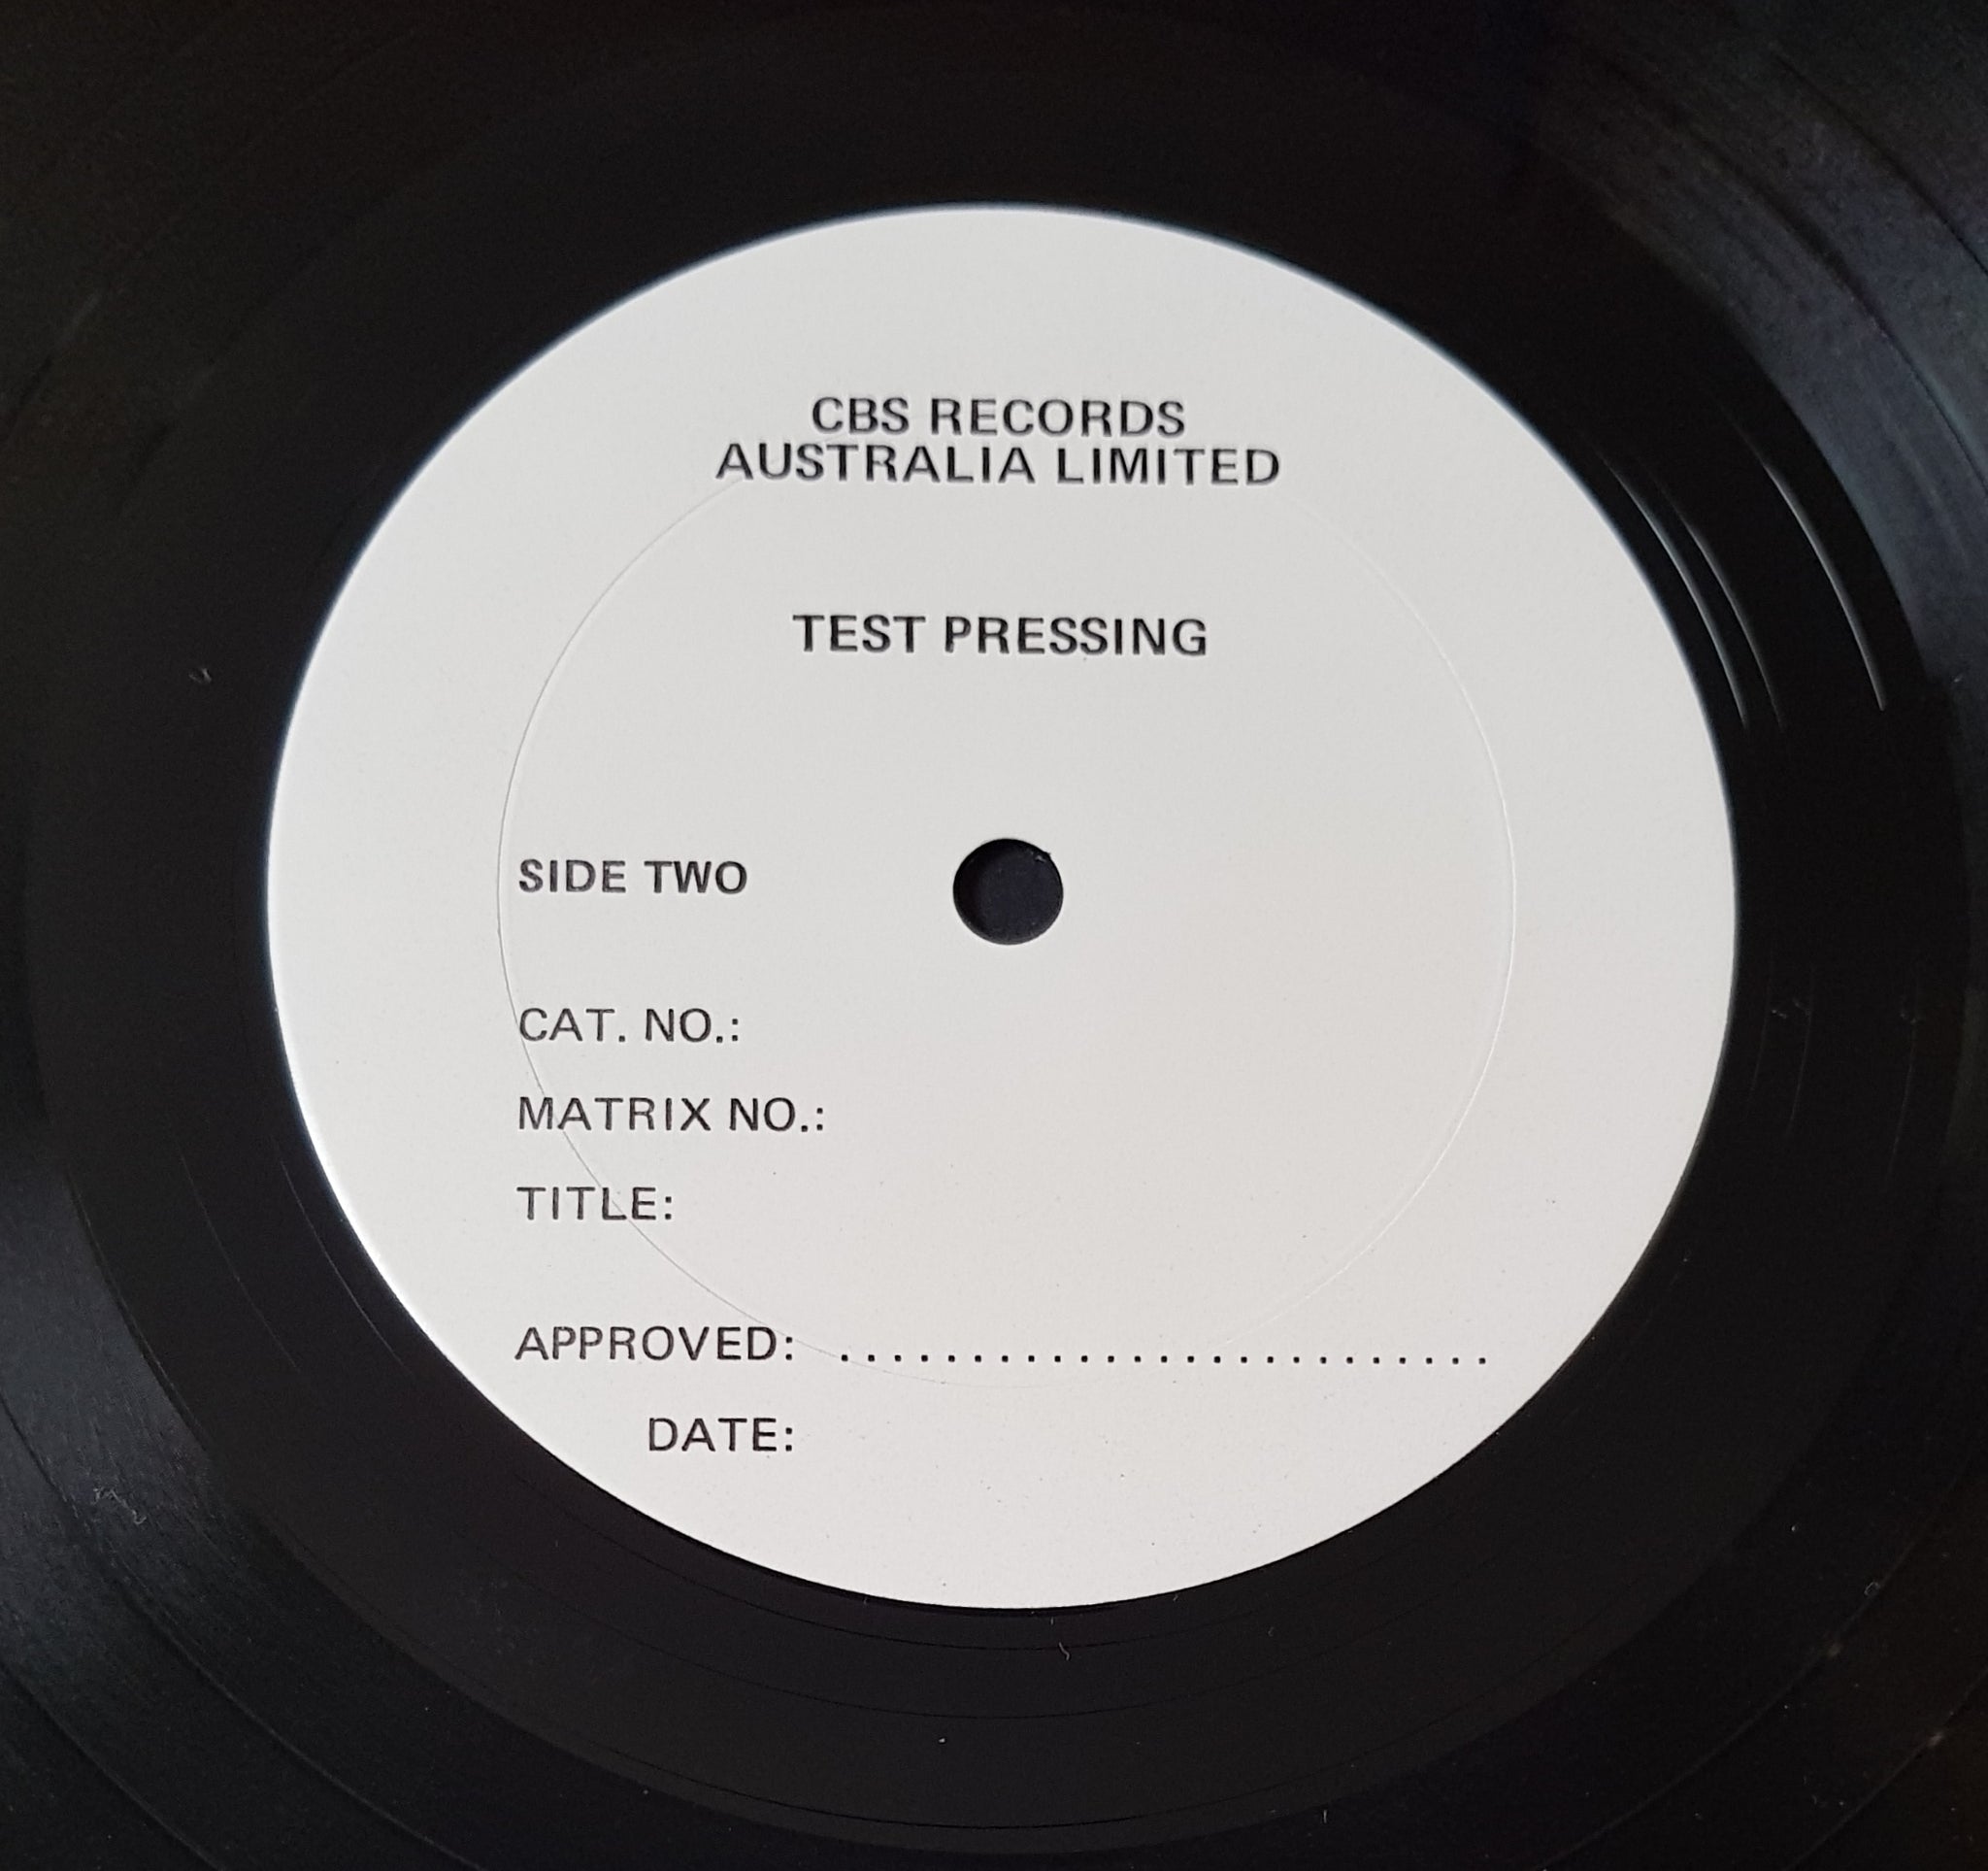 CBS RECORDS
AUSTRALIA LIMITED
TEST PRESSING
SIDE TWO
CAT. NO.:
MATRIX NO.:
TITLE:
APPROVED: .........................
DATE: